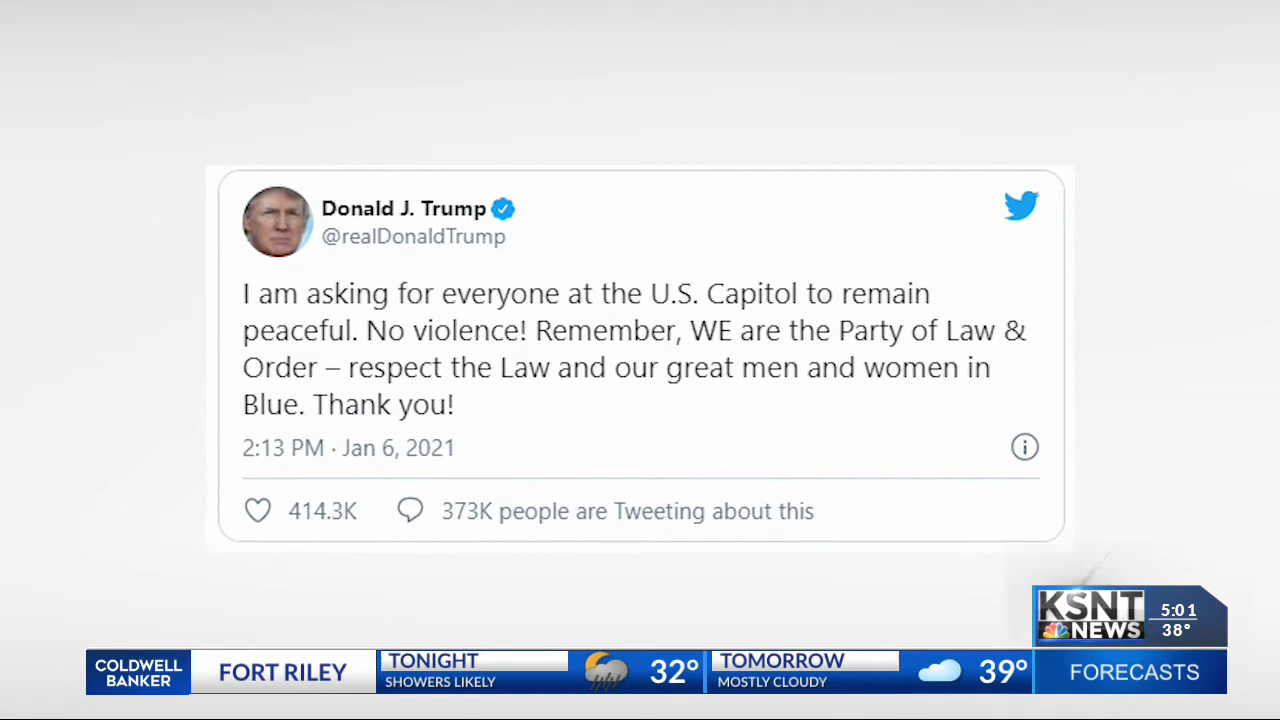 Donald J. Trump
@realDonaldTrump
I am asking for everyone at the U.S. Capitol to remain
peaceful. No violence! Remember, WE are the Party of Law &
Order – respect the Law and our great men and women in
Blue. Thank you!
2:13 PM · Jan 6, 2021
414.3K 373K people are Tweeting about this
KSNT
NEWS
5:01
38°
COLDWELL
BANKER
FORT RILEY
TONIGHT
SHOWERS LIKELY
32°
TOMORROW
MOSTLY CLOUDY
39°
FORECASTS